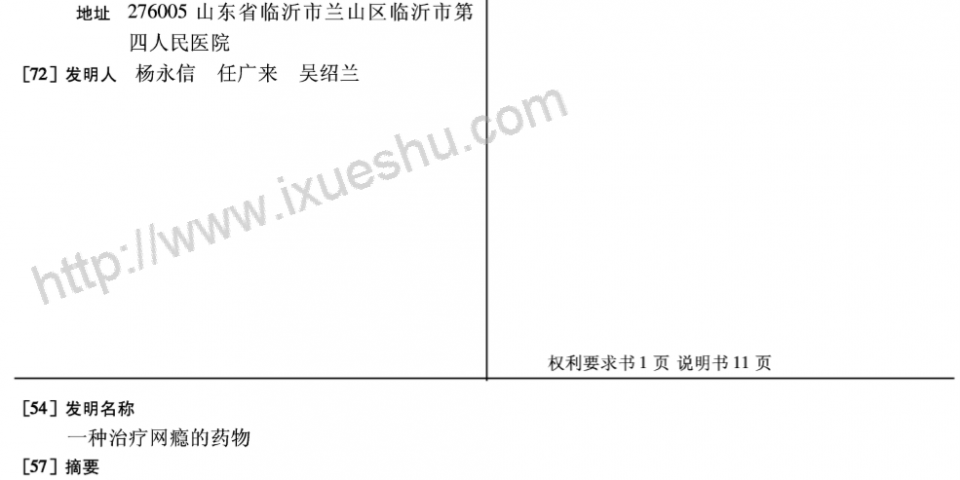 地址 276005 山东省临沂市兰山区临沂市第
四人民医院
[72] 发明人 杨永信 任广来 吴绍兰
http://www.ixueshu.com
权利要求书 1 页 说明书 11 页
[54] 发明名称
一种治疗网瘾的药物
[57] 摘要